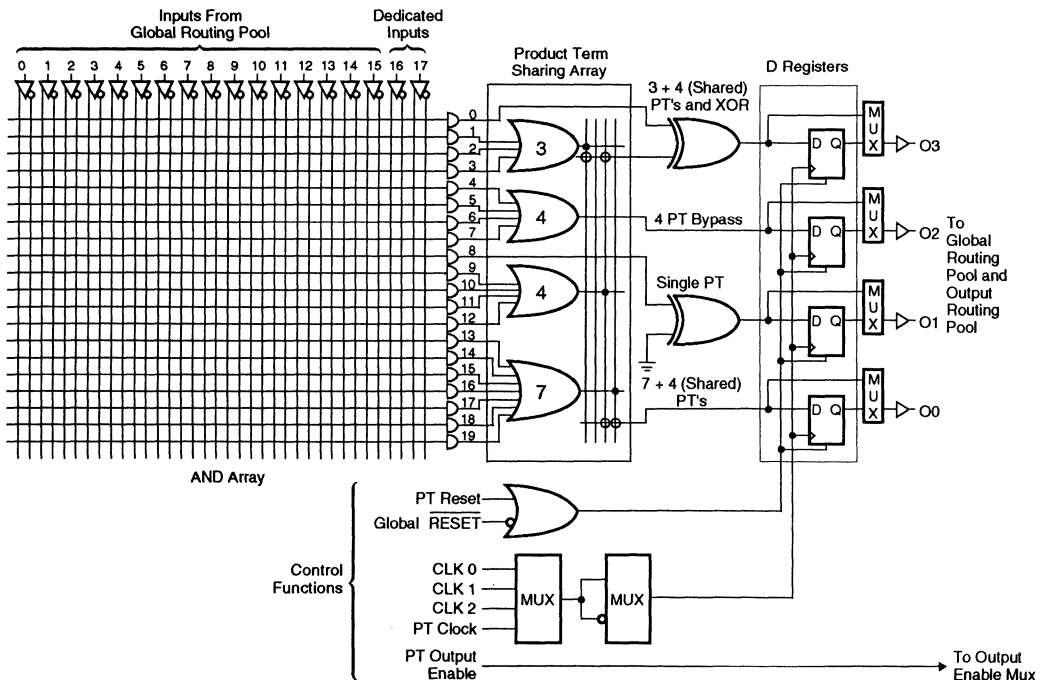 Inputs From
Global Routing Pool
Dedicated
Inputs
0 1 2 3 4 5 6 7 8 9 10 11 12 13 14 15 16 17
Product Term
Sharing Array
D Registers
3 + 4 (Shared)
PT's and XOR
0
1
2
3
4
5
6
7
8
9
10
11
12
13
14
15
16
17
18
19
3
4
4
7
4 PT Bypass
Single PT
7 + 4 (Shared)
PT's
D Q
MUX
O3
D Q
MUX
O2
D Q
MUX
O1
D Q
MUX
O0
To
Global
Routing
Pool and
Output
Routing
Pool
AND Array
Control
Functions
PT Reset
Global RESET
CLK 0
CLK 1
CLK 2
PT Clock
MUX
MUX
PT Output
Enable
To Output
Enable Mux